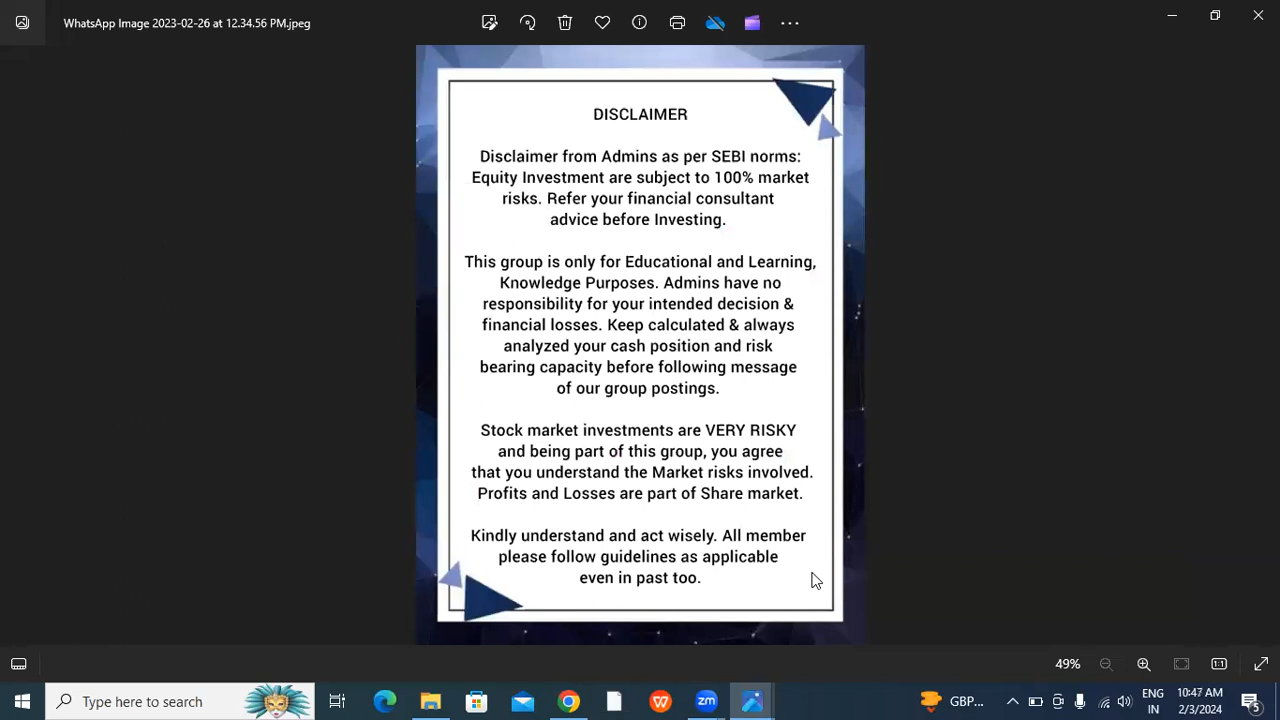 WhatsApp Image 2023-02-26 at 12.34.56 PM.jpeg
DISCLAIMER
Disclaimer from Admins as per SEBI norms:
Equity Investment are subject to 100% market
risks. Refer your financial consultant
advice before Investing.
This group is only for Educational and Learning,
Knowledge Purposes. Admins have no
responsibility for your intended decision &
financial losses. Keep calculated & always
analyzed your cash position and risk
bearing capacity before following message
of our group postings.
Stock market investments are VERY RISKY
and being part of this group, you agree
that you understand the Market risks involved.
Profits and Losses are part of Share market.
Kindly understand and act wisely. All member
please follow guidelines as applicable
even in past too.
49%
Type here to search
zm
GBP...
ENG
IN
10:47 AM
2/3/2024
5